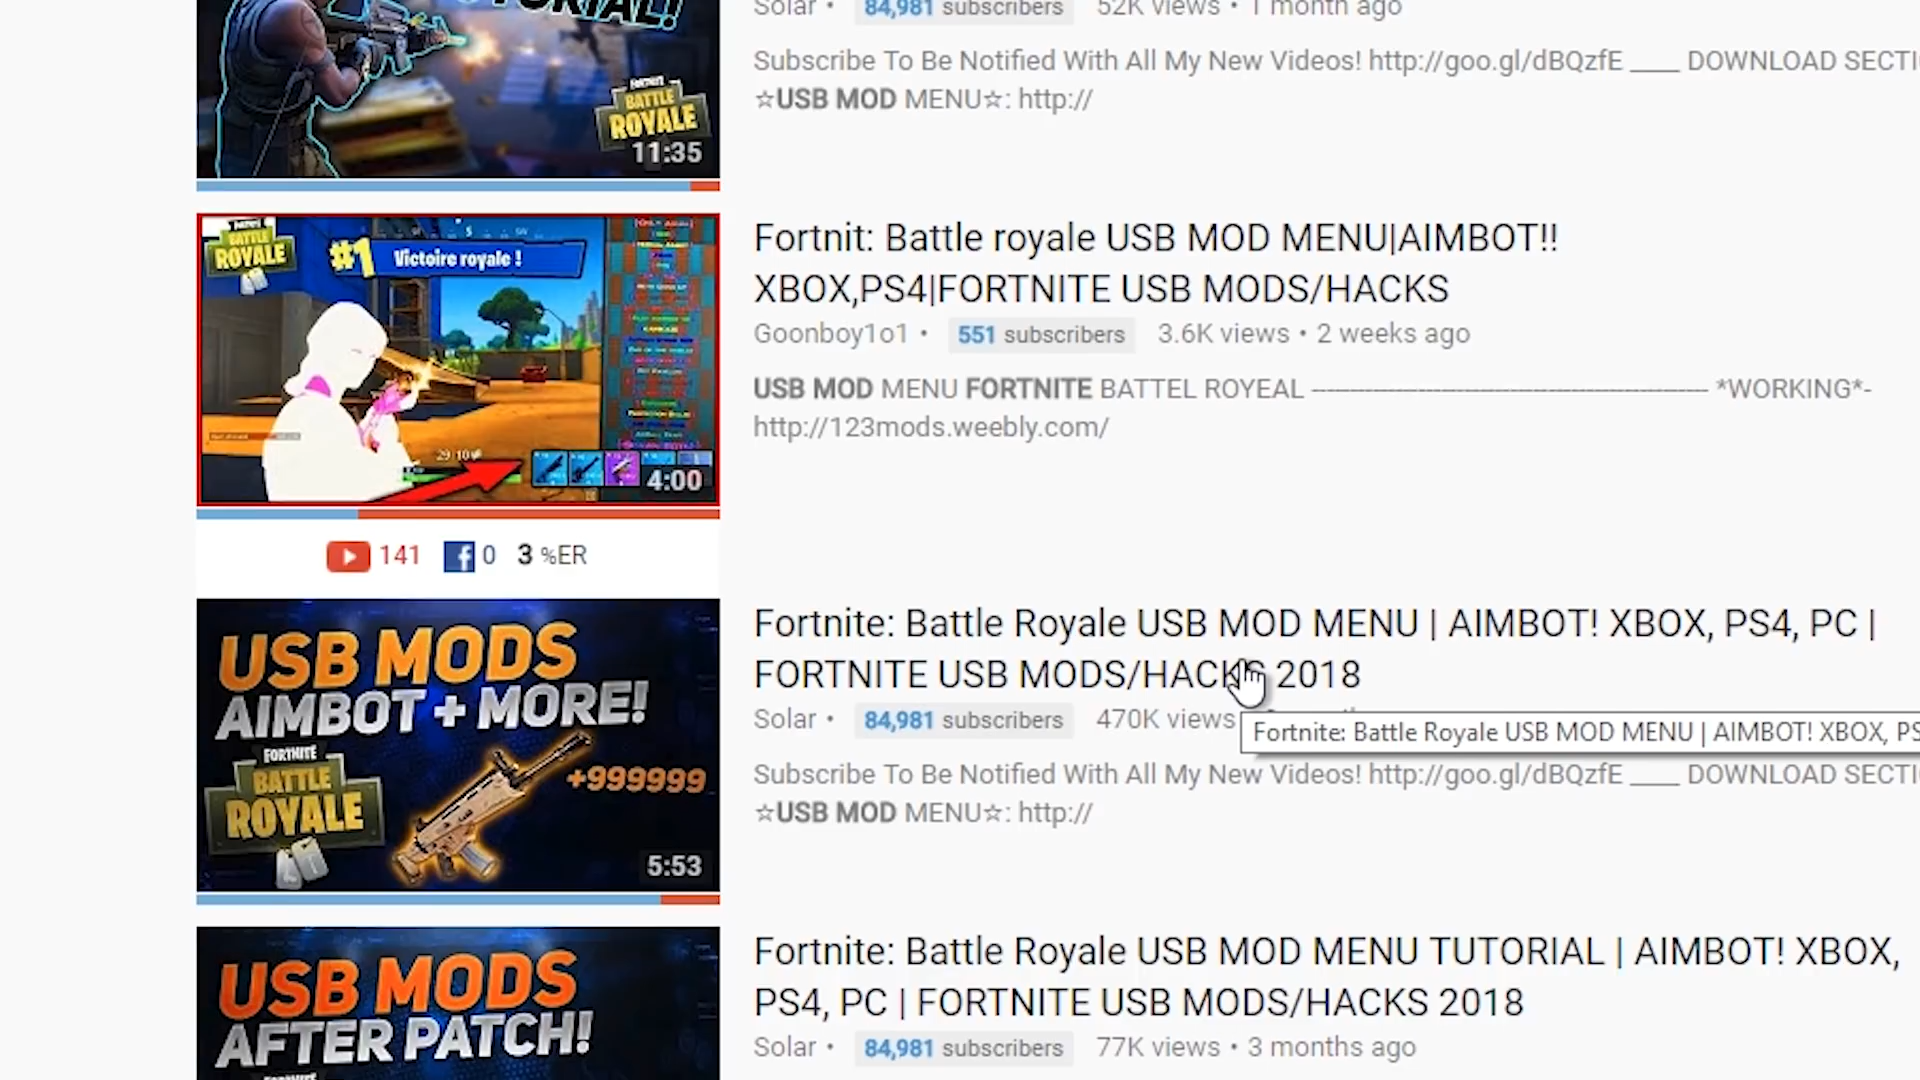 TUTORIAL!
FORTNITE
BATTLE
ROYALE
11:35
Solar • 84,981 subscribers 52K views • 1 month ago
Subscribe To Be Notified With All My New Videos! http://goo.gl/dBQzfE ____ DOWNLOAD SECTI
☆USB MOD MENU☆: http://
BATTLE
ROYALE
#1 Victoire royale !
4:00
Fortnit: Battle royale USB MOD MENU|AIMBOT!!
XBOX,PS4|FORTNITE USB MODS/HACKS
Goonboy1o1 • 551 subscribers 3.6K views • 2 weeks ago
USB MOD MENU FORTNITE BATTEL ROYEAL ---------------------------------------- *WORKING*-
http://123mods.weebly.com/
141 f 0 3 %ER
USB MODS
AIMBOT + MORE!
FORTNITE
BATTLE
ROYALE
+999999
5:53
Fortnite: Battle Royale USB MOD MENU | AIMBOT! XBOX, PS4, PC |
FORTNITE USB MODS/HACKS 2018
Solar • 84,981 subscribers 470K views
Fortnite: Battle Royale USB MOD MENU | AIMBOT! XBOX, PS
Subscribe To Be Notified With All My New Videos! http://goo.gl/dBQzfE ____ DOWNLOAD SECTI
☆USB MOD MENU☆: http://
USB MODS
AFTER PATCH!
FORTNITE
Fortnite: Battle Royale USB MOD MENU TUTORIAL | AIMBOT! XBOX,
PS4, PC | FORTNITE USB MODS/HACKS 2018
Solar • 84,981 subscribers 77K views • 3 months ago